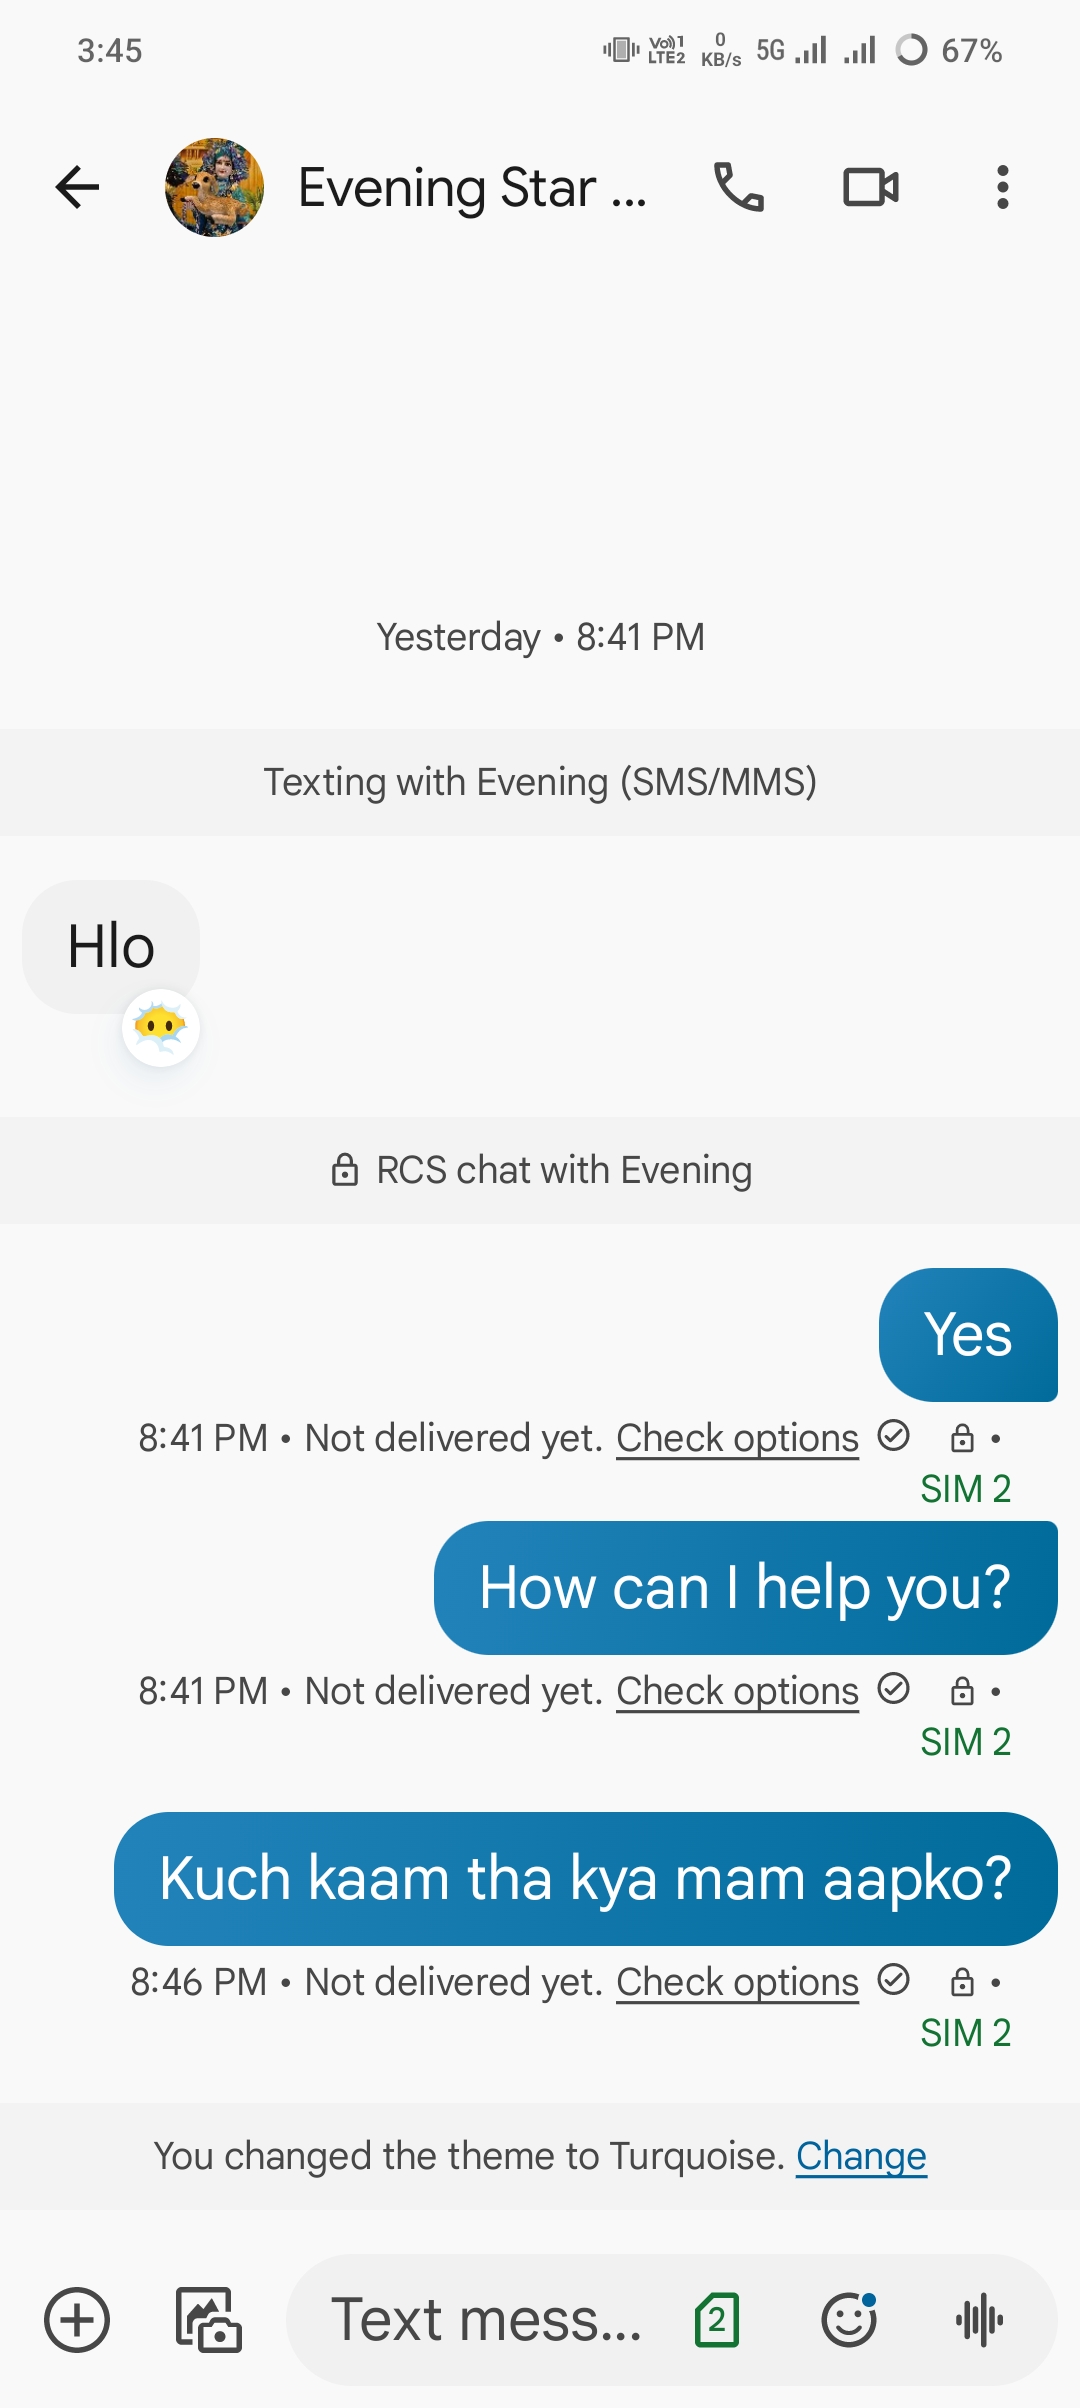 3:45 Vo))1 LTE2 0 KB/s 5G 67%
Evening Star ...
Yesterday • 8:41 PM
Texting with Evening (SMS/MMS)
Hlo
RCS chat with Evening
Yes
8:41 PM • Not delivered yet. Check options •
SIM 2
How can I help you?
8:41 PM • Not delivered yet. Check options •
SIM 2
Kuch kaam tha kya mam aapko?
8:46 PM • Not delivered yet. Check options •
SIM 2
You changed the theme to Turquoise. Change
Text mess... 2